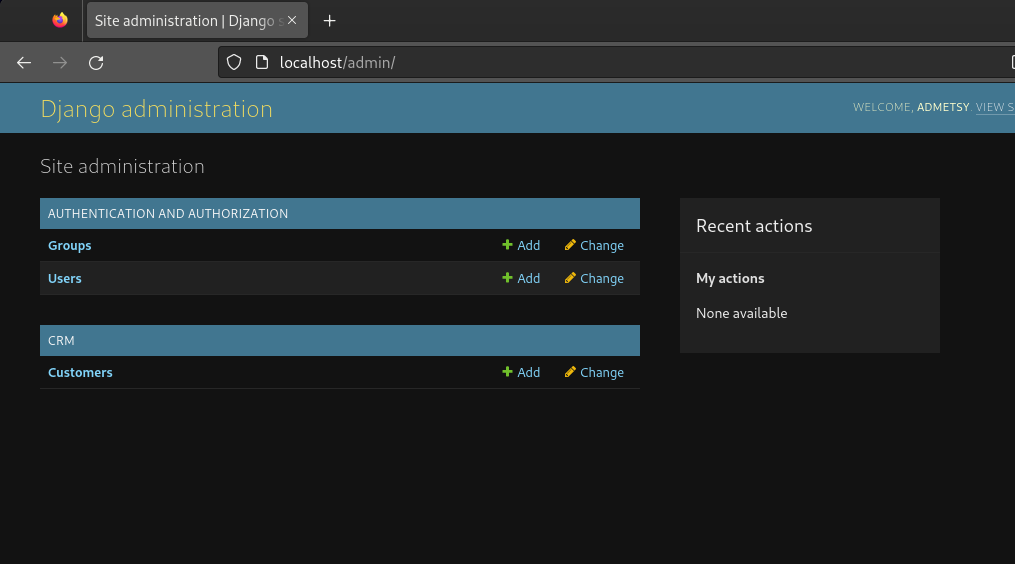 Site administration | Django s
localhost/admin/
Django administration
WELCOME, ADMETSY. VIEW S
Site administration
AUTHENTICATION AND AUTHORIZATION
Groups Add Change
Users Add Change
CRM
Customers Add Change
Recent actions
My actions
None available